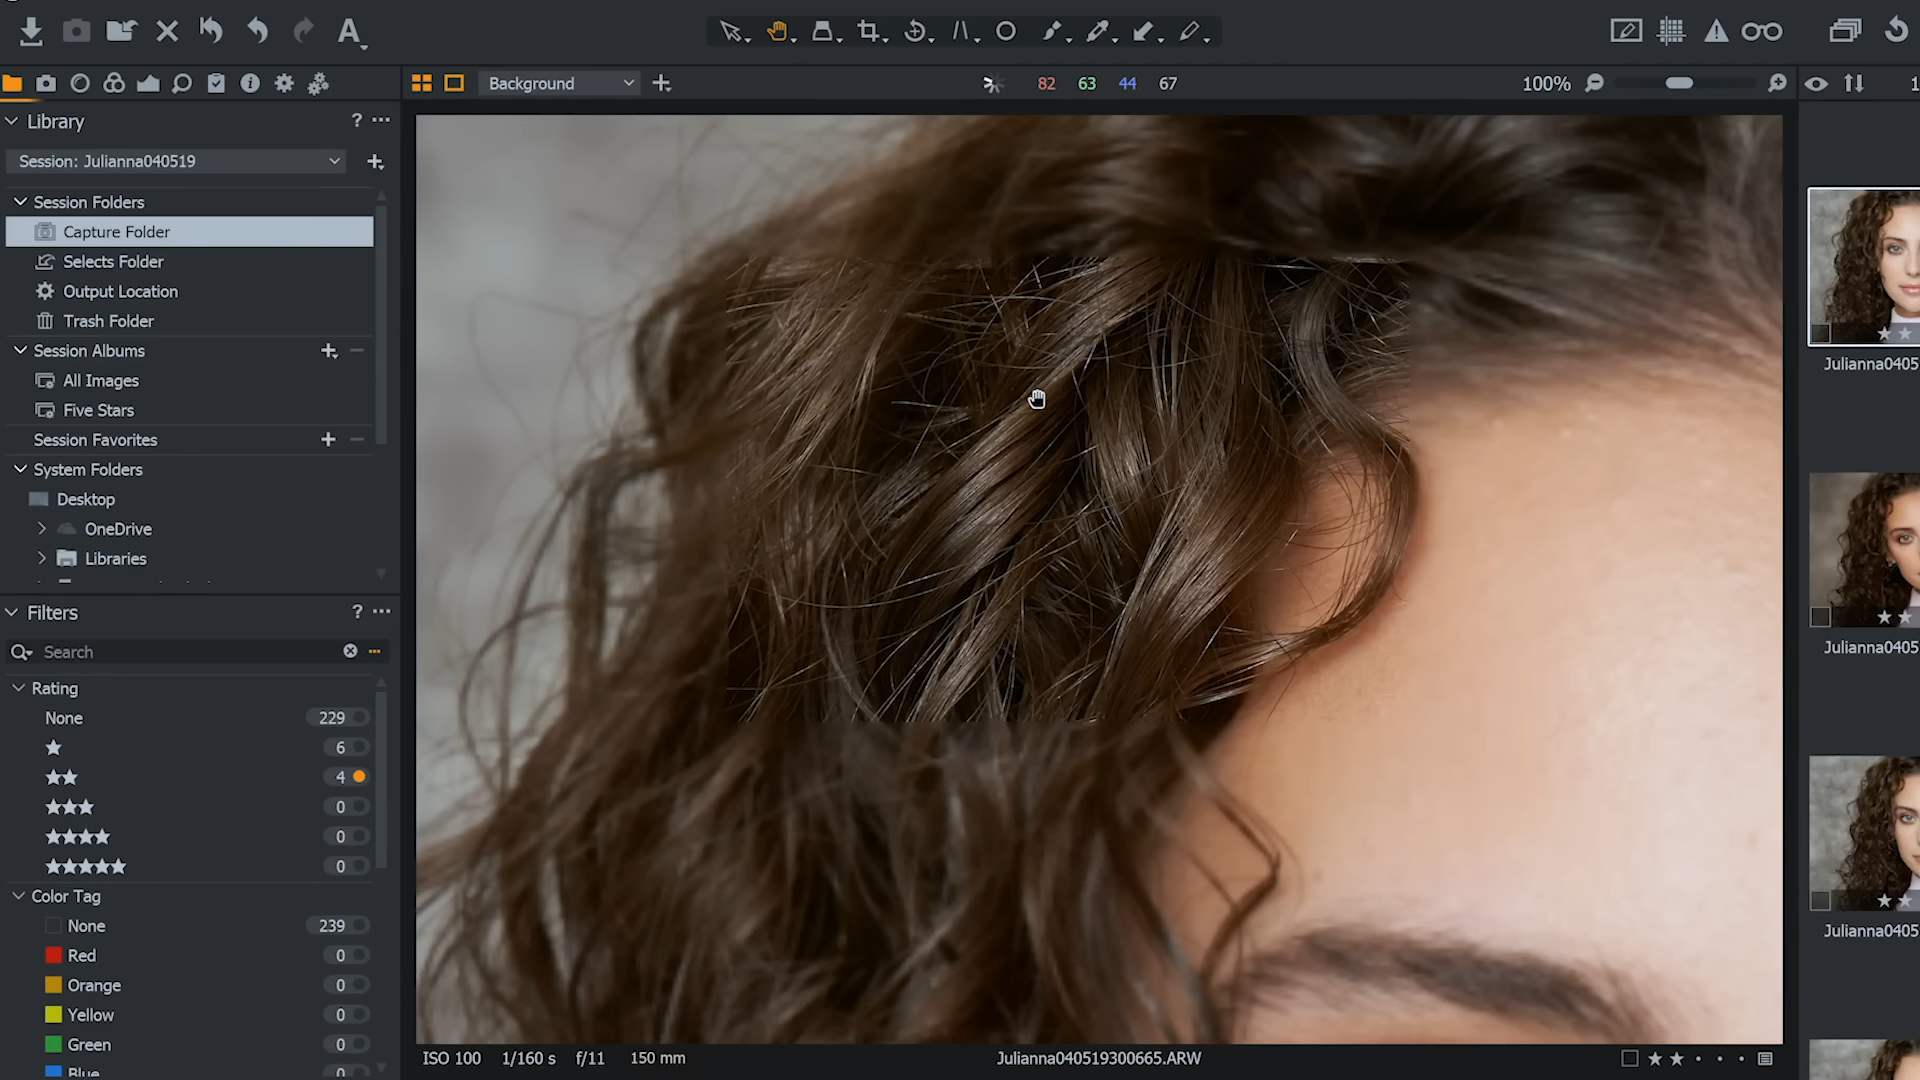 A
Background
82 63 44 67
100%
1
Library
?
Session: Julianna040519
Session Folders
Capture Folder
Selects Folder
Output Location
Trash Folder
Session Albums
All Images
Five Stars
Session Favorites
System Folders
Desktop
OneDrive
Libraries
Filters
?
Search
Rating
None 229
6
4
0
0
0
Color Tag
None 239
Red 0
Orange 0
Yellow 0
Green 0
Blue 0
ISO 100 1/160 s f/11 150 mm
Julianna040519300665.ARW
Julianna0405
Julianna0405
Julianna0405